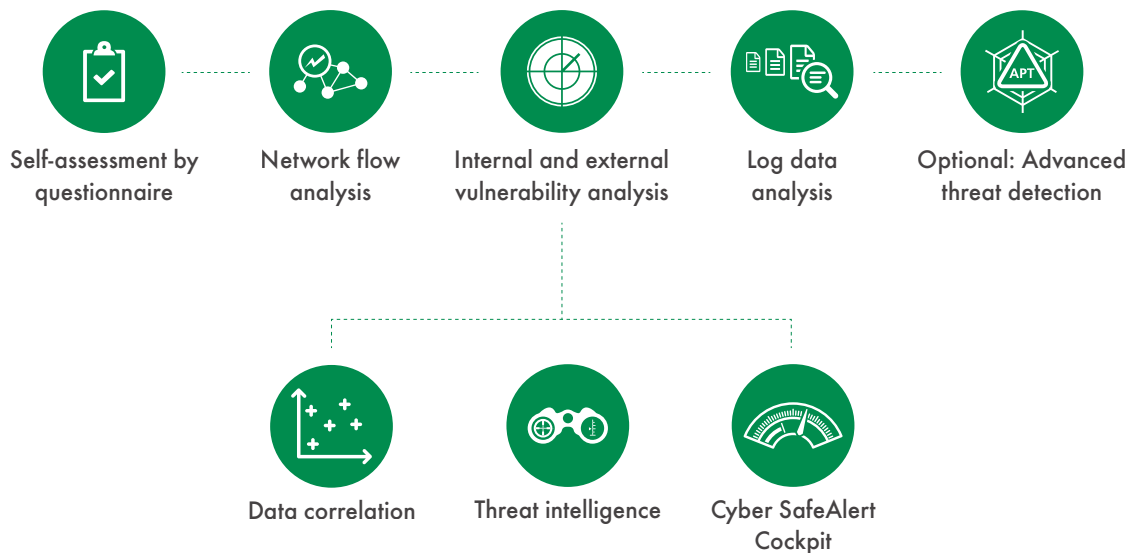 APT
Self-assessment by
questionnaire
Network flow
analysis
Internal and external
vulnerability analysis
Log data
analysis
Optional: Advanced
threat detection
Data correlation
Threat intelligence
Cyber SafeAlert
Cockpit